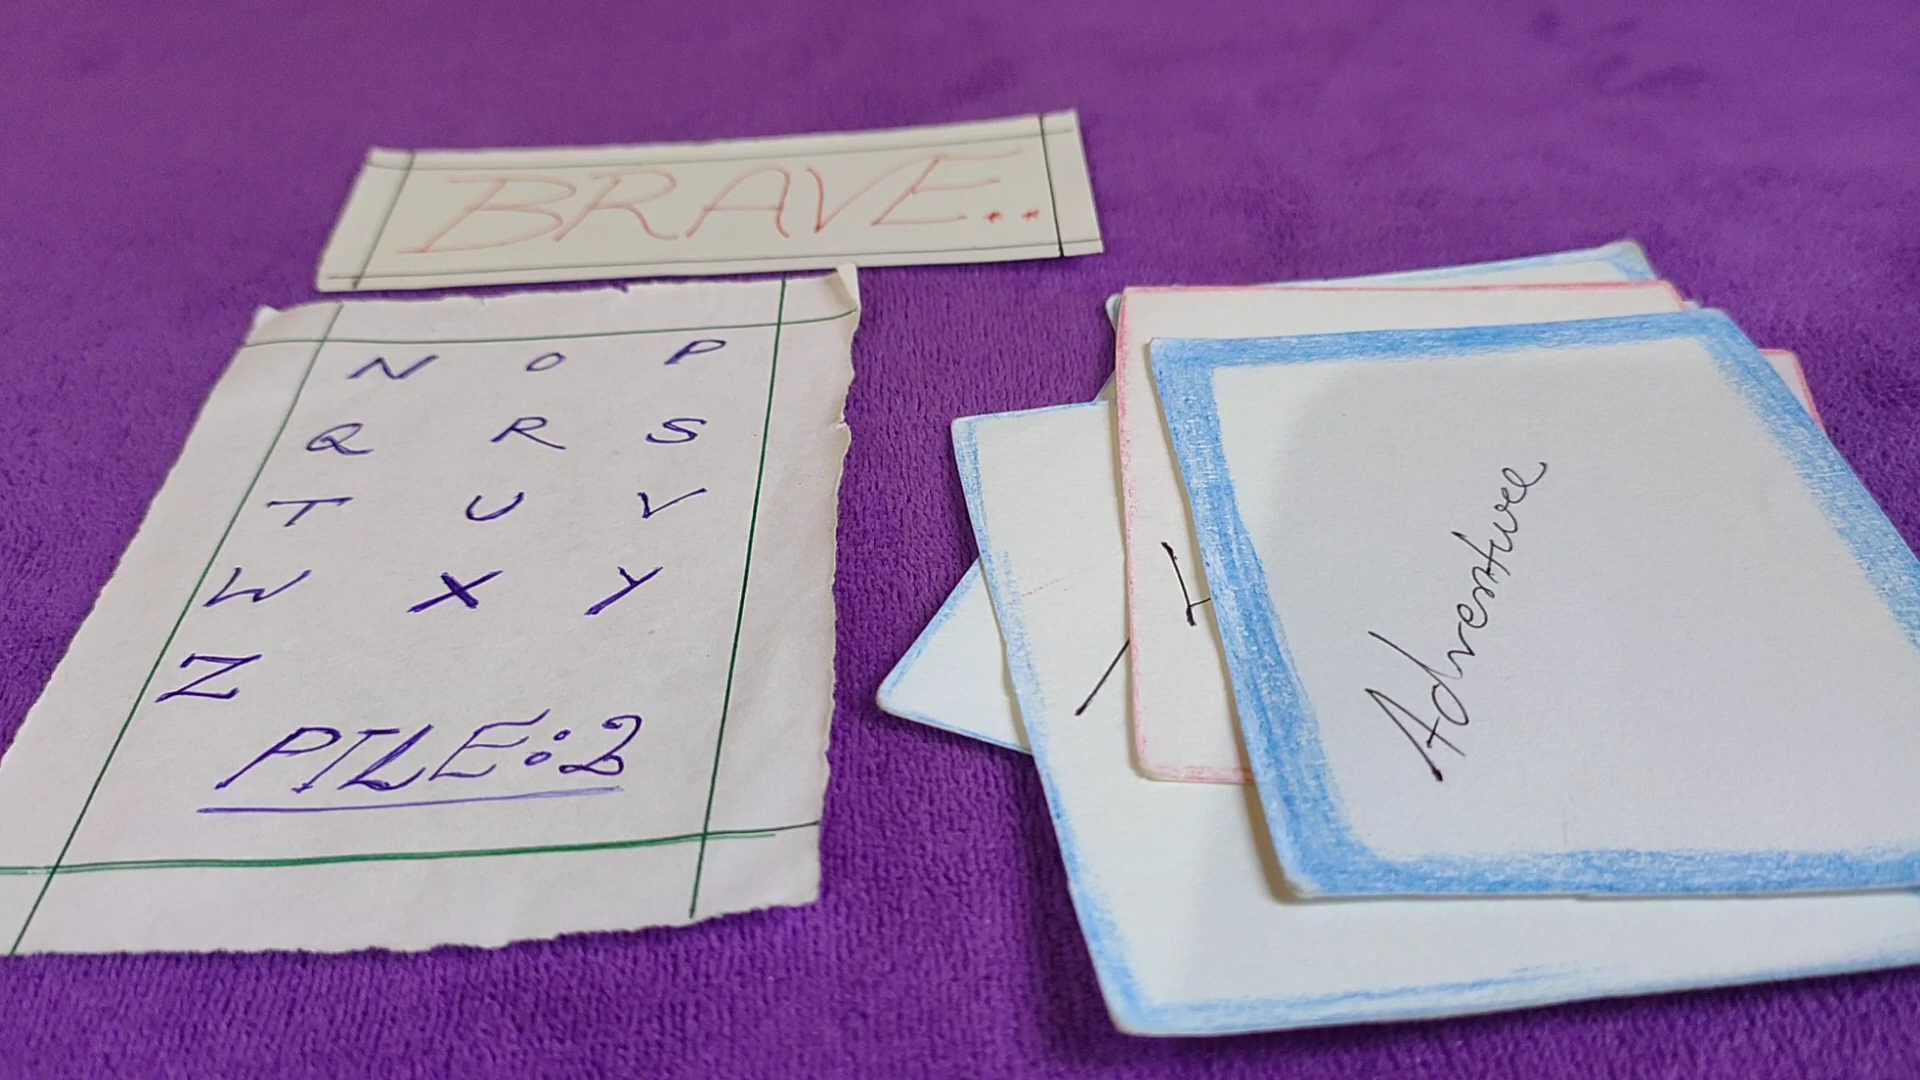 BRAVE..
N O P
Q R S
T U V
W X Y
Z
PILE:2
Adventure